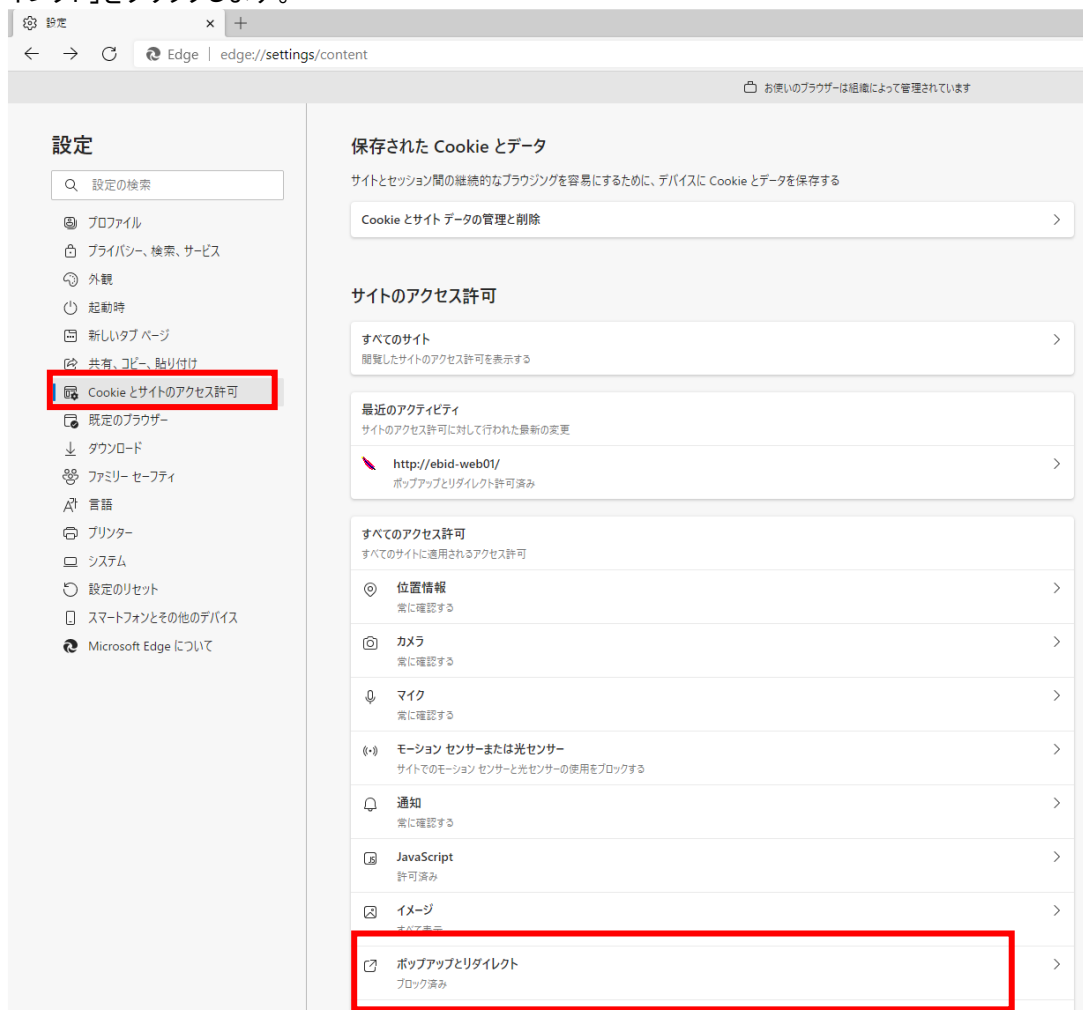 設定
Edge | edge://settings/content
お使いのブラウザーは組織によって管理されています
設定
設定の検索
プロファイル
プライバシー、検索、サービス
外観
起動時
新しいタブ ページ
共有、コピー、貼り付け
Cookie とサイトのアクセス許可
既定のブラウザー
ダウンロード
ファミリー セーフティ
言語
プリンター
システム
設定のリセット
スマートフォンとその他のデバイス
Microsoft Edge について
保存された Cookie とデータ
サイトとセッション間の継続的なブラウジングを容易にするために、デバイスに Cookie とデータを保存する
Cookie とサイト データの管理と削除
サイトのアクセス許可
すべてのサイト
閲覧したサイトのアクセス許可を表示する
最近のアクティビティ
サイトのアクセス許可に対して行われた最新の変更
http://ebid-web01/
ポップアップとリダイレクト許可済み
すべてのアクセス許可
すべてのサイトに適用されるアクセス許可
位置情報
常に確認する
カメラ
常に確認する
マイク
常に確認する
モーション センサーまたは光センサー
サイトでのモーション センサーと光センサーの使用をブロックする
通知
常に確認する
JavaScript
許可済み
イメージ
すべて表示
ポップアップとリダイレクト
ブロック済み